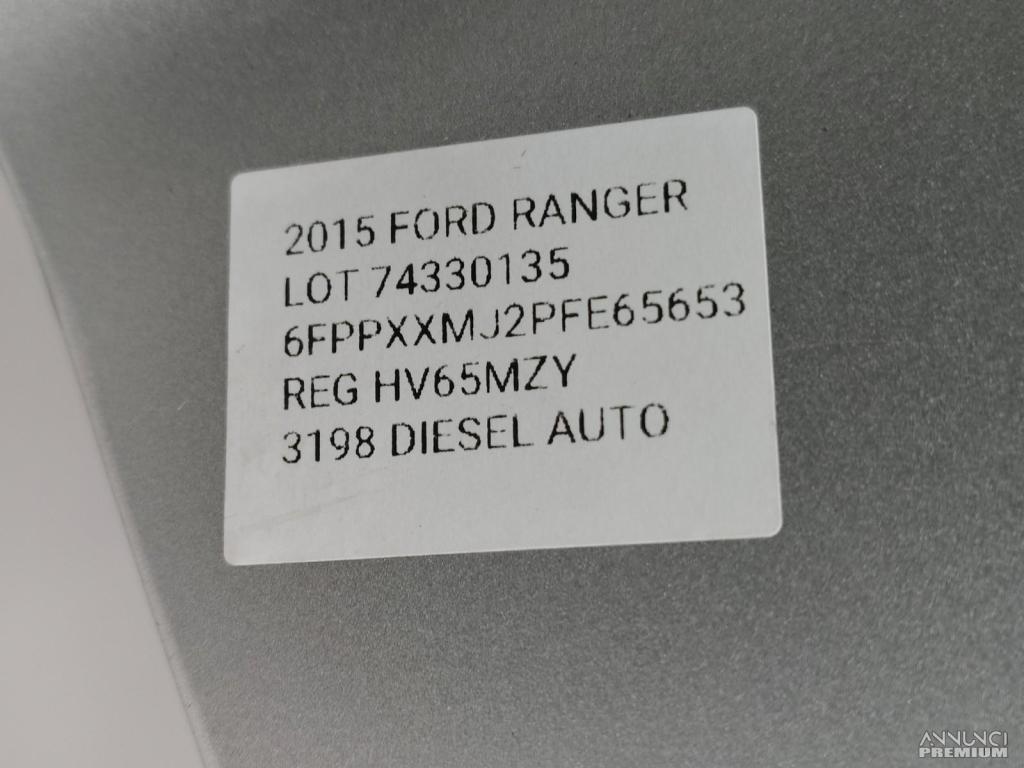 2015 FORD RANGER
LOT 74330135
6FPPXXMJ2PFE65653
REG HV65MZY
3198 DIESEL AUTO
ANNUNCI
PREMIUM